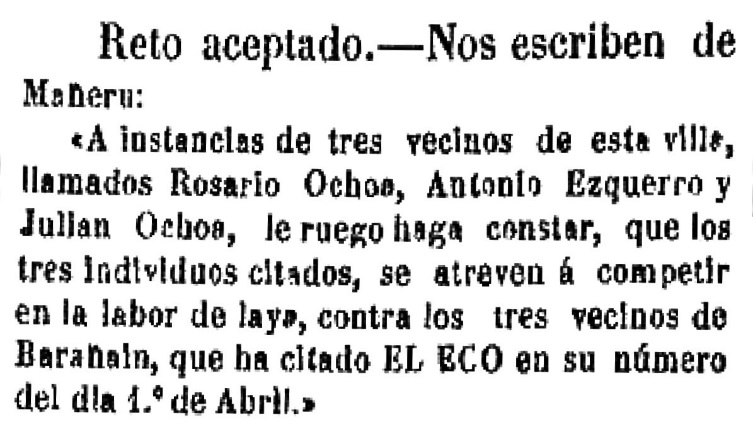 Reto aceptado.—Nos escriben de
Mañeru:
«A instancias de tres vecinos de esta villa,
llamados Rosario Ochoa, Antonio Ezquerro y
Julian Ochoa, le ruego haga constar, que los
tres individuos citados, se atreven á competir
en la labor de laya, contra los tres vecinos de
Barañain, que ha citado EL ECO en su número
del dia 1.º de Abril.»